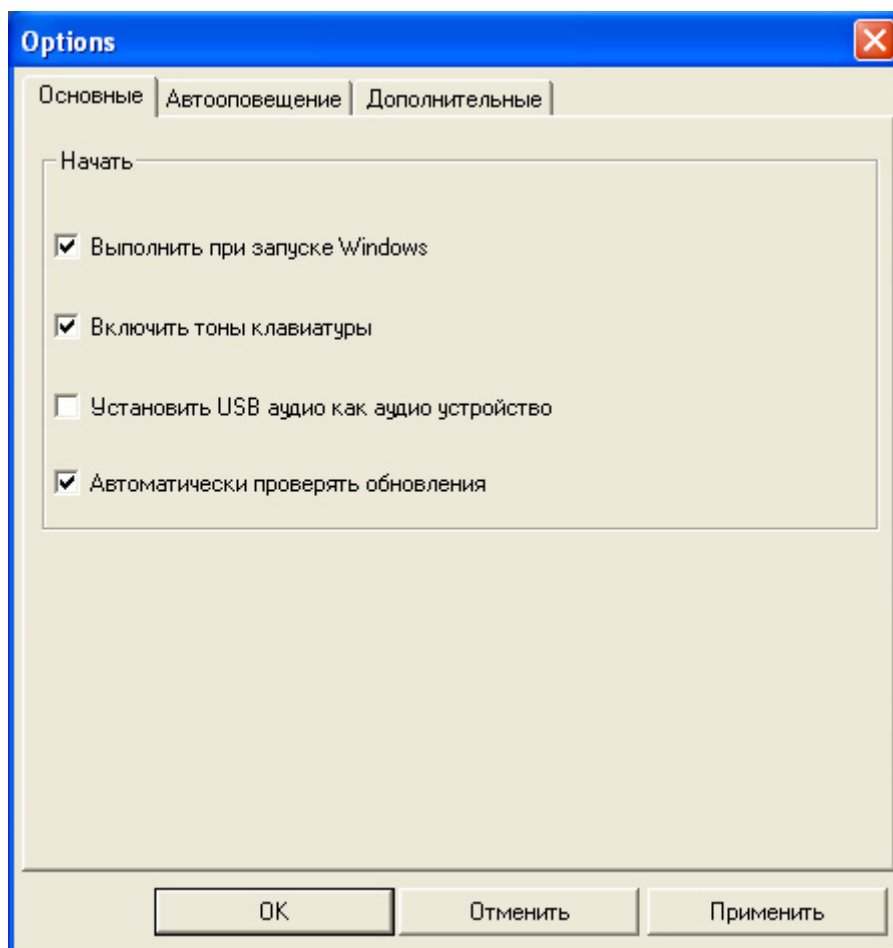 Options
Основные Автооповещение Дополнительные
Начать
Выполнить при запуске Windows
Включить тоны клавиатуры
Установить USB аудио как аудио устройство
Автоматически проверять обновления
OK Отменить Применить